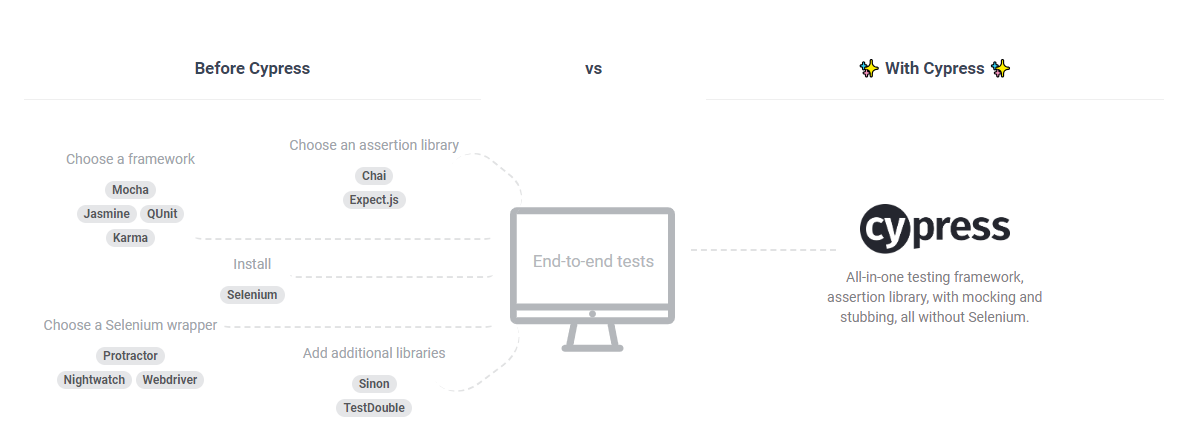 Before Cypress
vs
With Cypress
Choose a framework
Mocha
Jasmine QUnit
Karma
Choose an assertion library
Chai
Expect.js
Install
Selenium
Choose a Selenium wrapper
Protractor
Nightwatch Webdriver
Add additional libraries
Sinon
TestDouble
End-to-end tests
cypress
All-in-one testing framework,
assertion library, with mocking and
stubbing, all without Selenium.